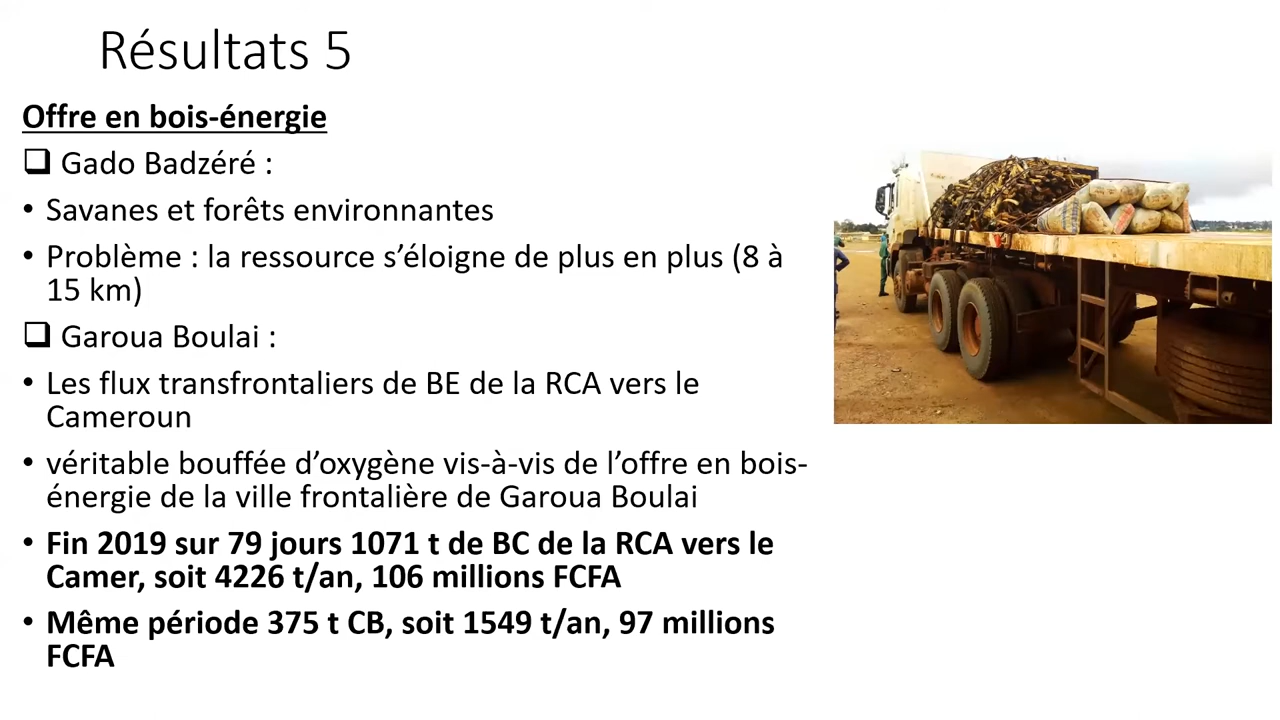 Résultats 5
Offre en bois-énergie
❑ Gado Badzéré :
• Savanes et forêts environnantes
• Problème : la ressource s’éloigne de plus en plus (8 à
15 km)
❑ Garoua Boulai :
• Les flux transfrontaliers de BE de la RCA vers le
Cameroun
• véritable bouffée d’oxygène vis-à-vis de l’offre en bois-
énergie de la ville frontalière de Garoua Boulai
• Fin 2019 sur 79 jours 1071 t de BC de la RCA vers le
Camer, soit 4226 t/an, 106 millions FCFA
• Même période 375 t CB, soit 1549 t/an, 97 millions
FCFA